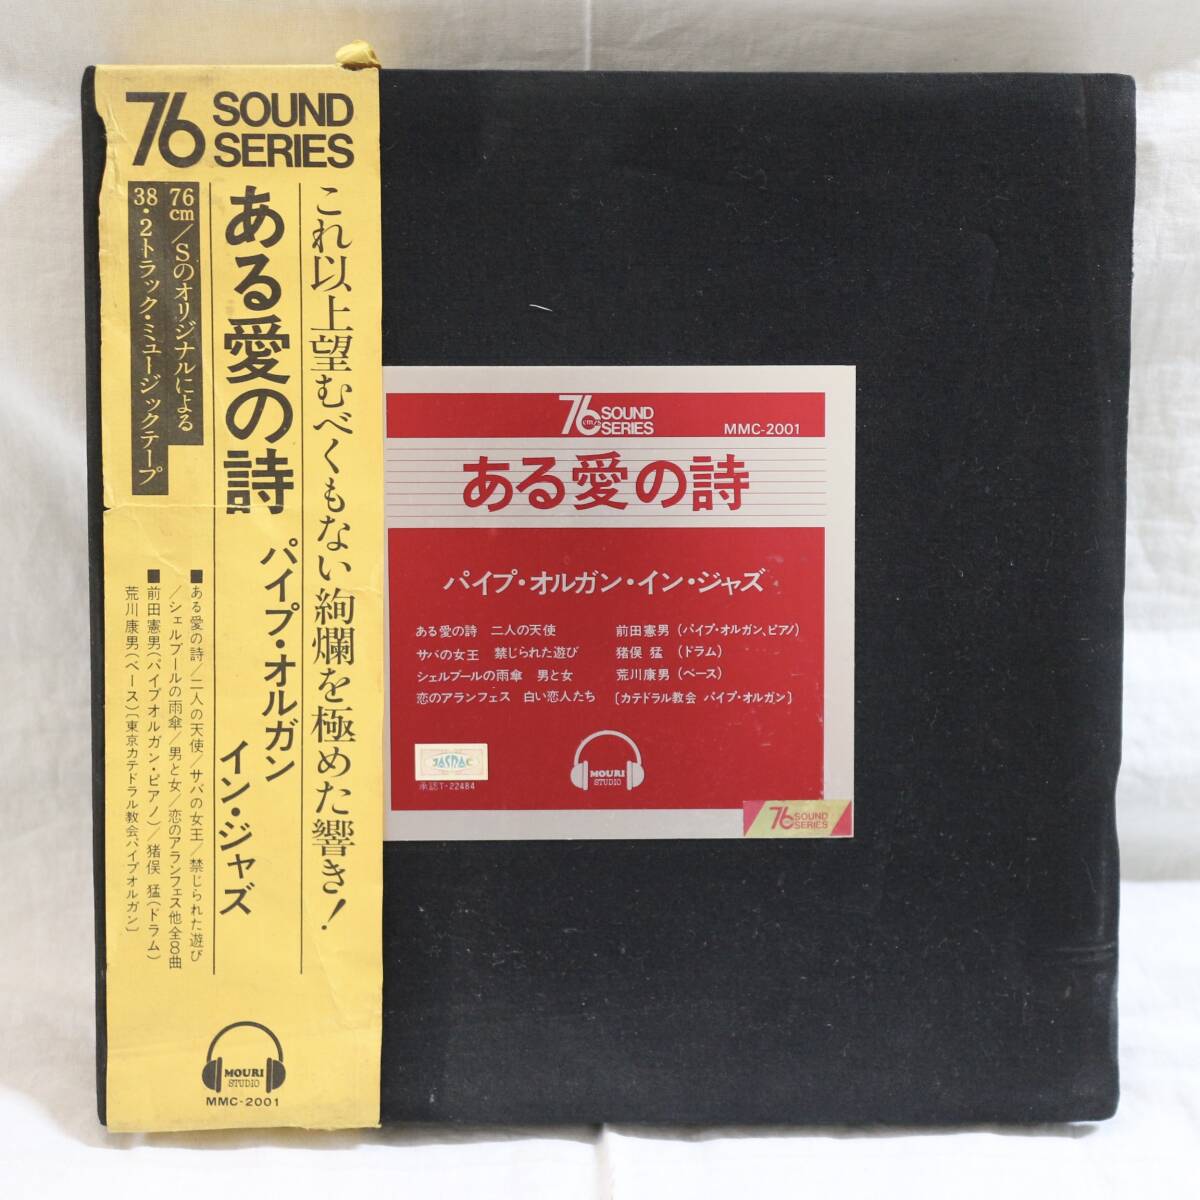 76 SOUND SERIES
これ以上望むべくもない絢爛を極めた響き！
ある愛の詩
パイプ・オルガン
イン・ジャズ
76cm/Sのオリジナルによる
38・2トラック・ミュージックテープ
■ある愛の詩/二人の天使/サバの女王/禁じられた遊び
/シェルブールの雨傘/男と女/恋のアランフェス他全8曲
■前田憲男(パイプオルガン・ピアノ)/猪俣 猛(ドラム)
荒川康男(ベース)〔東京カテドラル教会パイプオルガン〕
MOURI
STUDIO
MMC-2001
76cm/s SOUND SERIES
MMC-2001
ある愛の詩
パイプ・オルガン・イン・ジャズ
ある愛の詩 二人の天使
サバの女王 禁じられた遊び
シェルブールの雨傘 男と女
恋のアランフェス 白い恋人たち
前田憲男 (パイプ・オルガン、ピアノ)
猪俣 猛 (ドラム)
荒川康男 (ベース)
〔カテドラル教会 パイプ・オルガン〕
JASRAC
承認T-22484
MOURI
STUDIO
76 SOUND SERIES